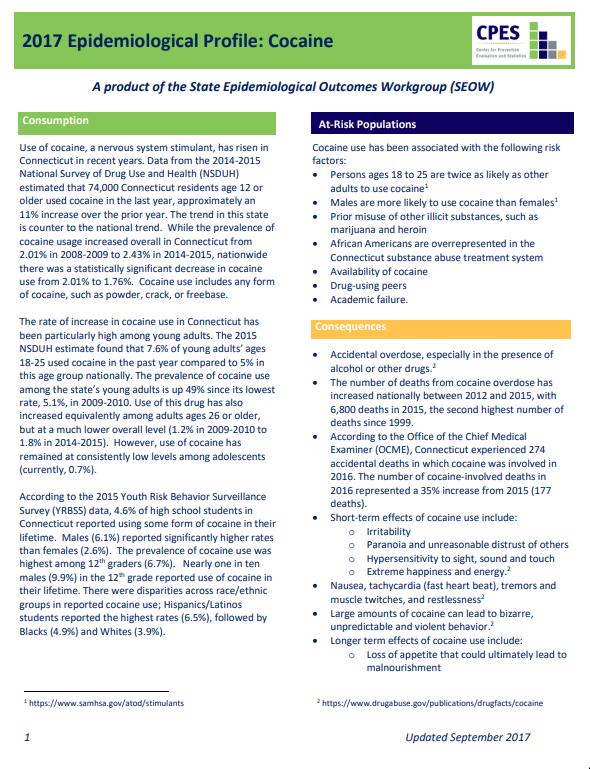 2017 Epidemiological Profile: Cocaine
CPES
Center for Prevention
Evaluation and Statistics
A product of the State Epidemiological Outcomes Workgroup (SEOW)
Consumption
Use of cocaine, a nervous system stimulant, has risen in
Connecticut in recent years. Data from the 2014-2015
National Survey of Drug Use and Health (NSDUH)
estimated that 74,000 Connecticut residents age 12 or
older used cocaine in the last year, approximately an
11% increase over the prior year. The trend in this state
is counter to the national trend. While the prevalence of
cocaine usage increased overall in Connecticut from
2.01% in 2008-2009 to 2.43% in 2014-2015, nationwide
there was a statistically significant decrease in cocaine
use from 2.01% to 1.76%. Cocaine use includes any form
of cocaine, such as powder, crack, or freebase.
The rate of increase in cocaine use in Connecticut has
been particularly high among young adults. The 2015
NSDUH estimate found that 7.6% of young adults' ages
18-25 used cocaine in the past year compared to 5% in
this age group nationally. The prevalence of cocaine use
among the state's young adults is up 49% since its lowest
rate, 5.1%, in 2009-2010. Use of this drug has also
increased equivalently among adults ages 26 or older,
but at a much lower overall level (1.2% in 2009-2010 to
1.8% in 2014-2015). However, use of cocaine has
remained at consistently low levels among adolescents
(currently, 0.7%).
According to the 2015 Youth Risk Behavior Surveillance
Survey (YRBSS) data, 4.6% of high school students in
Connecticut reported using some form of cocaine in their
lifetime. Males (6.1%) reported significantly higher rates
than females (2.6%). The prevalence of cocaine use was
highest among 12th graders (6.7%). Nearly one in ten
males (9.9%) in the 12th grade reported use of cocaine in
their lifetime. There were disparities across race/ethnic
groups in reported cocaine use; Hispanics/Latinos
students reported the highest rates (6.5%), followed by
Blacks (4.9%) and Whites (3.9%).
1 https://www.samhsa.gov/atod/stimulants
At-Risk Populations
Cocaine use has been associated with the following risk
factors:
• Persons ages 18 to 25 are twice as likely as other
adults to use cocaine1
• Males are more likely to use cocaine than females1
• Prior misuse of other illicit substances, such as
marijuana and heroin
• African Americans are overrepresented in the
Connecticut substance abuse treatment system
• Availability of cocaine
• Drug-using peers
• Academic failure.
Consequences
• Accidental overdose, especially in the presence of
alcohol or other drugs.2
• The number of deaths from cocaine overdose has
increased nationally between 2012 and 2015, with
6,800 deaths in 2015, the second highest number of
deaths since 1999.
• According to the Office of the Chief Medical
Examiner (OCME), Connecticut experienced 274
accidental deaths in which cocaine was involved in
2016. The number of cocaine-involved deaths in
2016 represented a 35% increase from 2015 (177
deaths).
• Short-term effects of cocaine use include:
o Irritability
o Paranoia and unreasonable distrust of others
o Hypersensitivity to sight, sound and touch
o Extreme happiness and energy.2
• Nausea, tachycardia (fast heart beat), tremors and
muscle twitches, and restlessness2
• Large amounts of cocaine can lead to bizarre,
unpredictable and violent behavior.2
• Longer term effects of cocaine use include:
o Loss of appetite that could ultimately lead to
malnourishment
2 https://www.drugabuse.gov/publications/drugfacts/cocaine
1
Updated September 2017